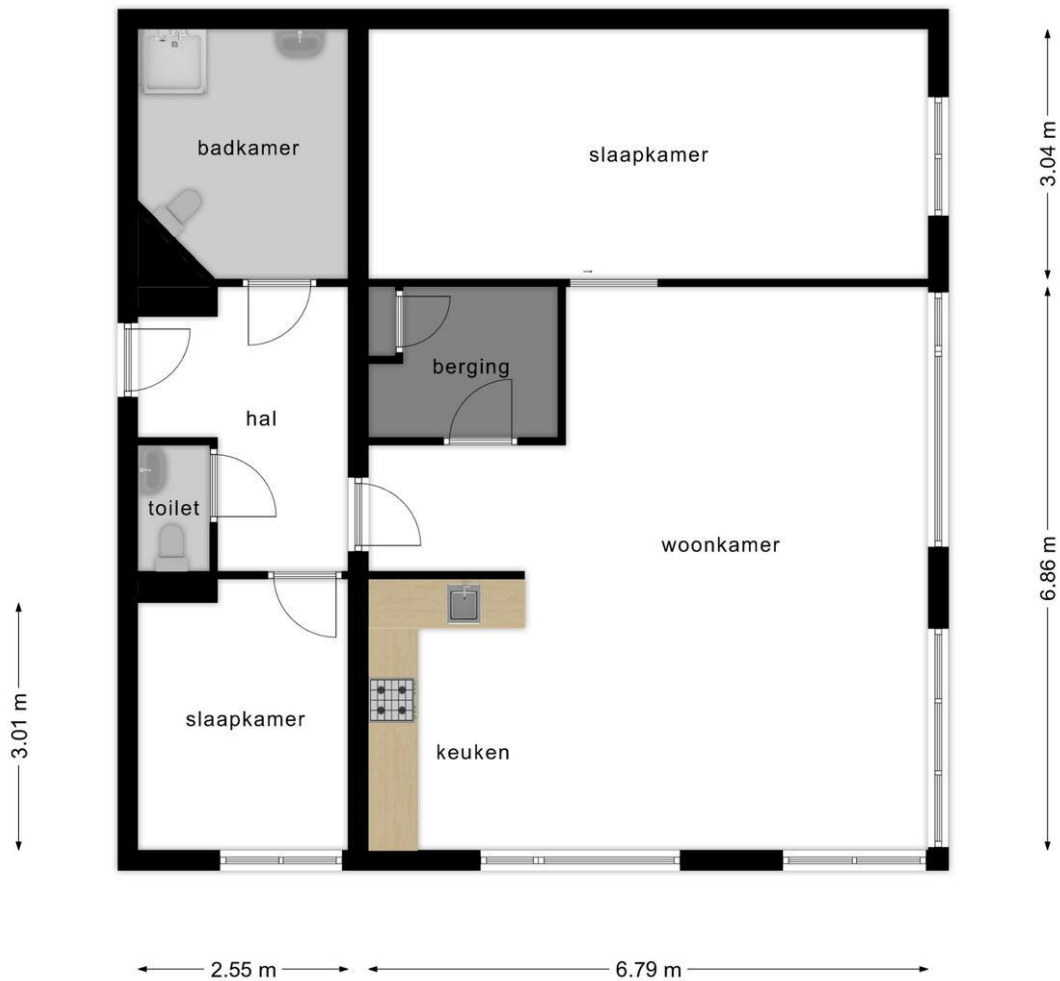 badkamer
slaapkamer
3.04 m
berging
hal
toilet
woonkamer
6.86 m
slaapkamer
keuken
3.01 m
2.55 m
6.79 m